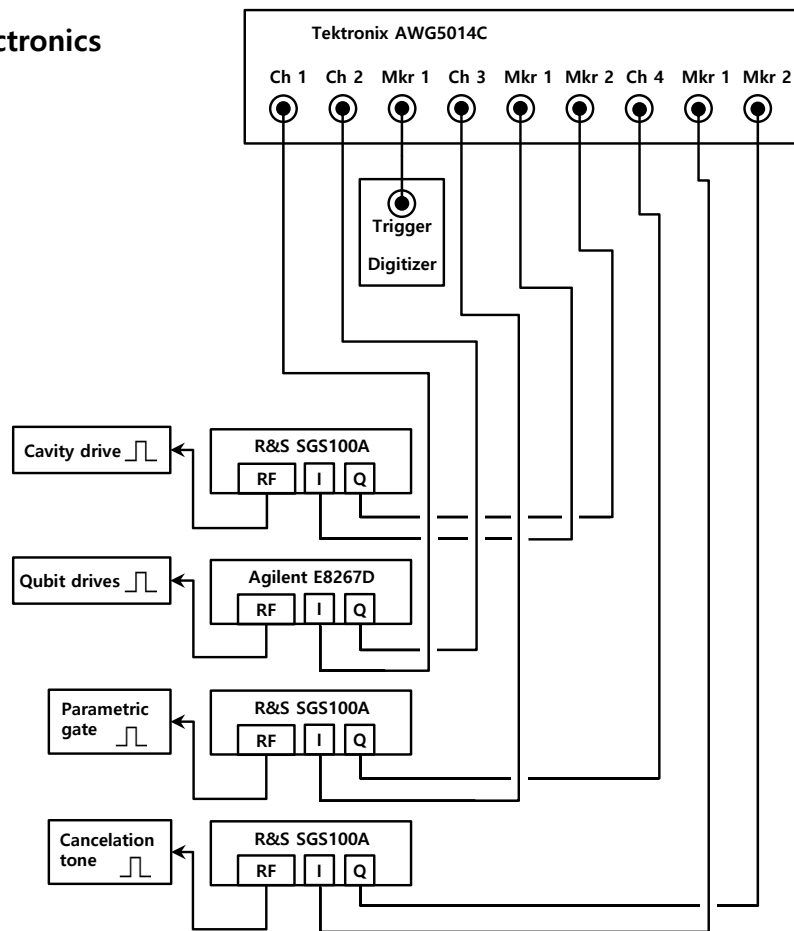 ctronics
Tektronix AWG5014C
Ch 1 Ch 2 Mkr 1 Ch 3 Mkr 1 Mkr 2 Ch 4 Mkr 1 Mkr 2
Trigger
Digitizer
Cavity drive
R&S SGS100A
RF I Q
Qubit drives
Agilent E8267D
RF I Q
Parametric
gate
R&S SGS100A
RF I Q
Cancelation
tone
R&S SGS100A
RF I Q